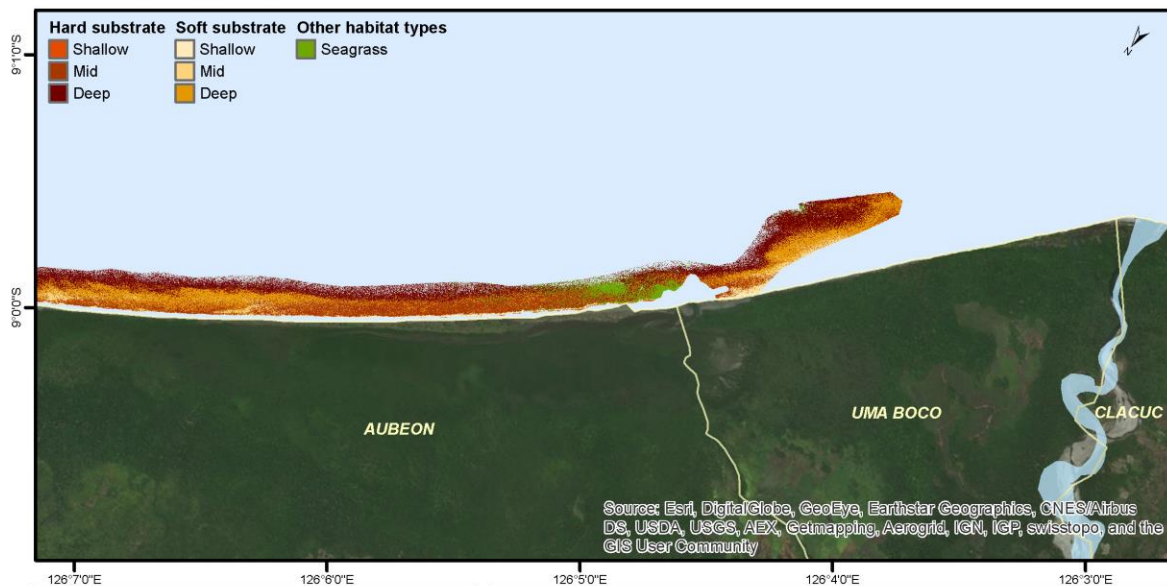 Hard substrate Soft substrate Other habitat types
Shallow Shallow Seagrass
Mid Mid
Deep Deep
N
9°1'0"S
9°0'0"S
AUBEON
UMA BOCO
CLACUC
Source: Esri, DigitalGlobe, GeoEye, Earthstar Geographics, CNES/Airbus
DS, USDA, USGS, AEX, Getmapping, Aerogrid, IGN, IGP, swisstopo, and the
GIS User Community
126°7'0"E 126°6'0"E 126°5'0"E 126°4'0"E 126°3'0"E